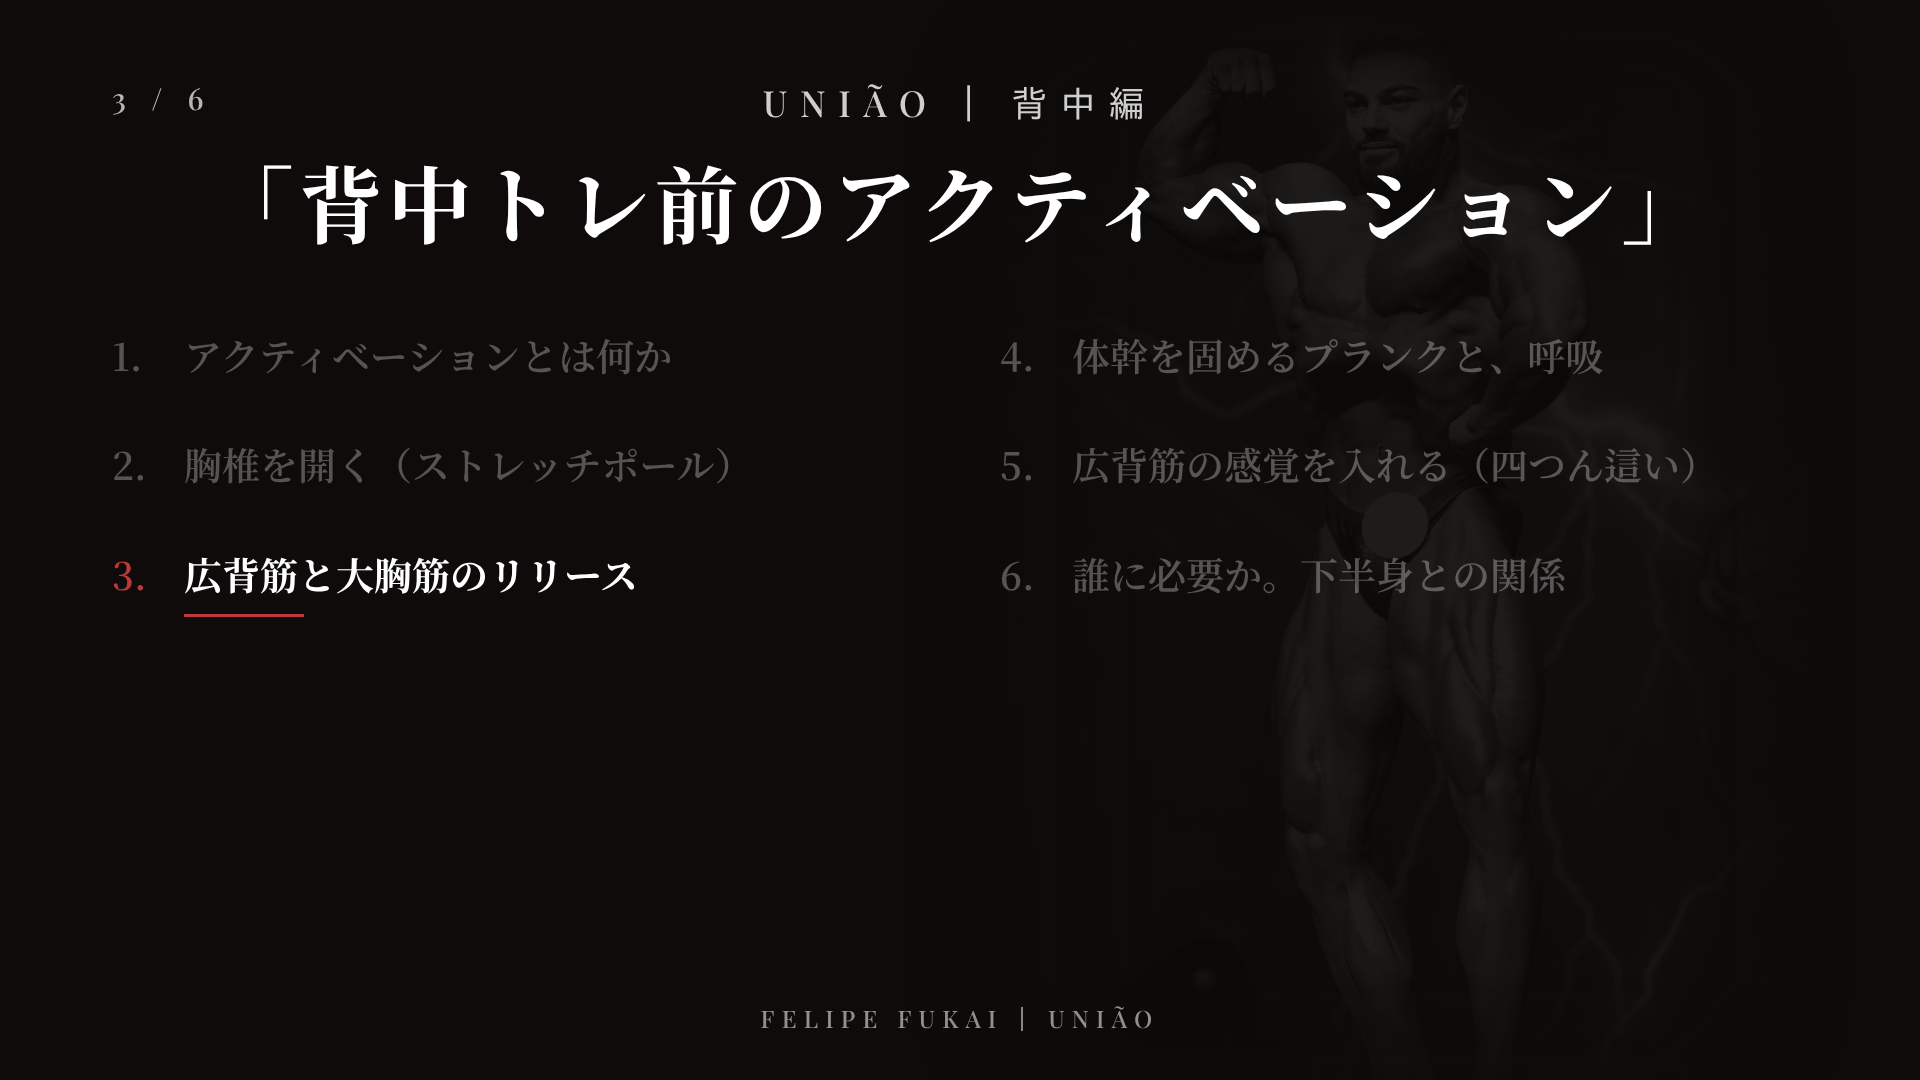 3 / 6
UNIÃO | 背中編
「背中トレ前のアクティベーション」
1. アクティベーションとは何か
2. 胸椎を開く（ストレッチポール）
3. 広背筋と大胸筋のリリース
4. 体幹を固めるプランクと、呼吸
5. 広背筋の感覚を入れる（四つん這い）
6. 誰に必要か。下半身との関係
FELIPE FUKAI | UNIÃO